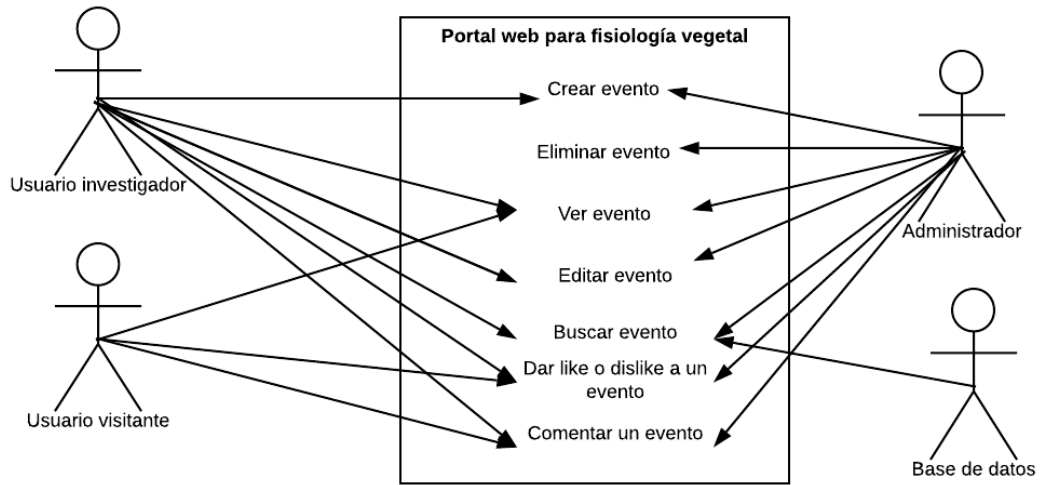 Portal web para fisiología vegetal
Crear evento
Eliminar evento
Usuario investigador
Ver evento
Administrador
Editar evento
Buscar evento
Dar like o dislike a un
evento
Usuario visitante
Comentar un evento
Base de datos